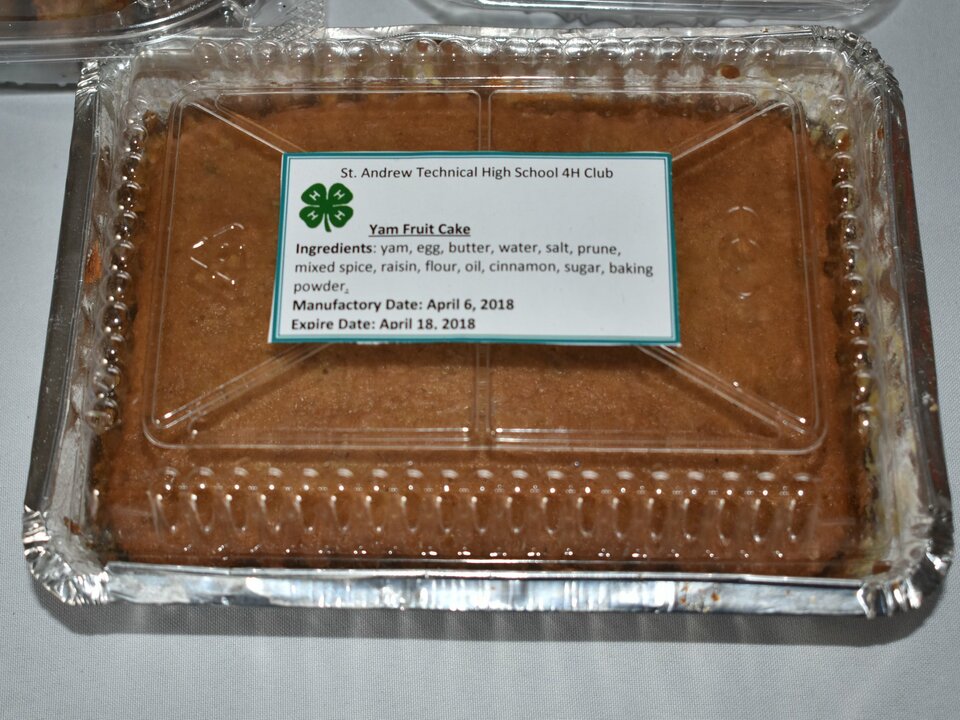 St. Andrew Technical High School 4H Club
H H
H H
Yam Fruit Cake
Ingredients: yam, egg, butter, water, salt, prune,
mixed spice, raisin, flour, oil, cinnamon, sugar, baking
powder.
Manufactory Date: April 6, 2018
Expire Date: April 18, 2018